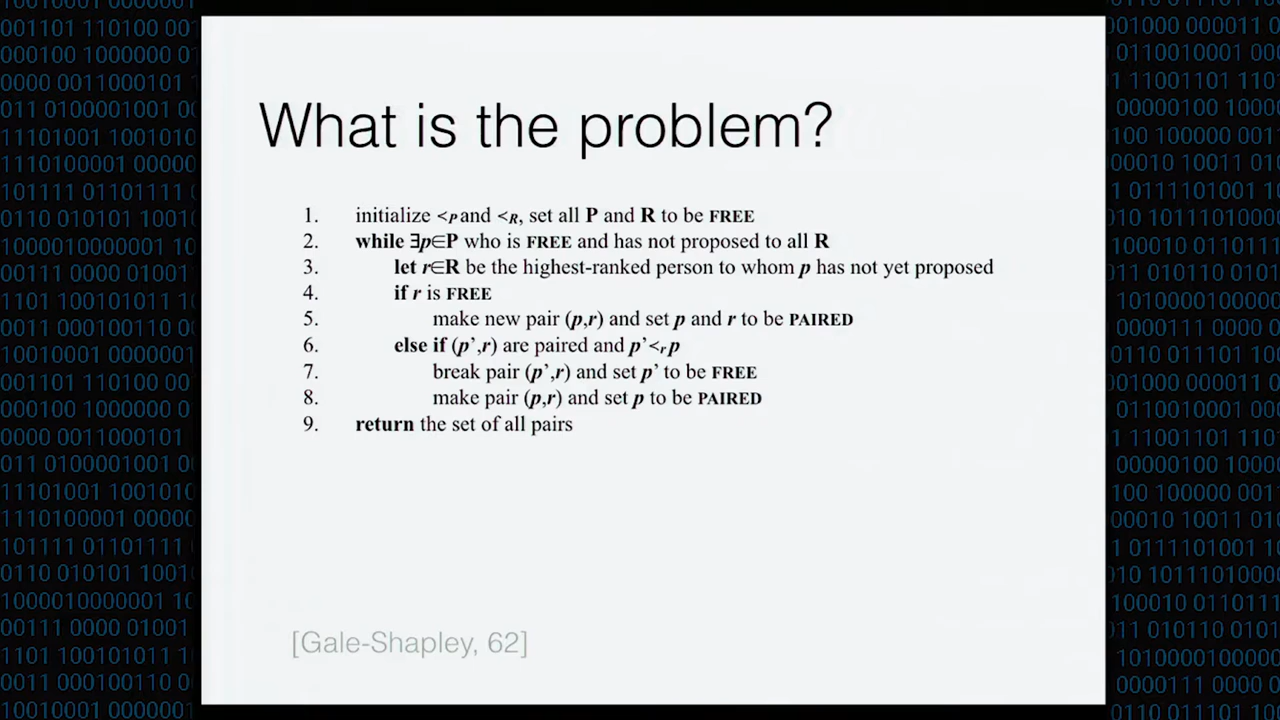 What is the problem?
1. initialize <P and <R, set all P and R to be FREE
2. while ∃p∈P who is FREE and has not proposed to all R
3. let r∈R be the highest-ranked person to whom p has not yet proposed
4. if r is FREE
5. make new pair (p,r) and set p and r to be PAIRED
6. else if (p’,r) are paired and p’<r p
7. break pair (p’,r) and set p’ to be FREE
8. make pair (p,r) and set p to be PAIRED
9. return the set of all pairs
[Gale-Shapley, 62]